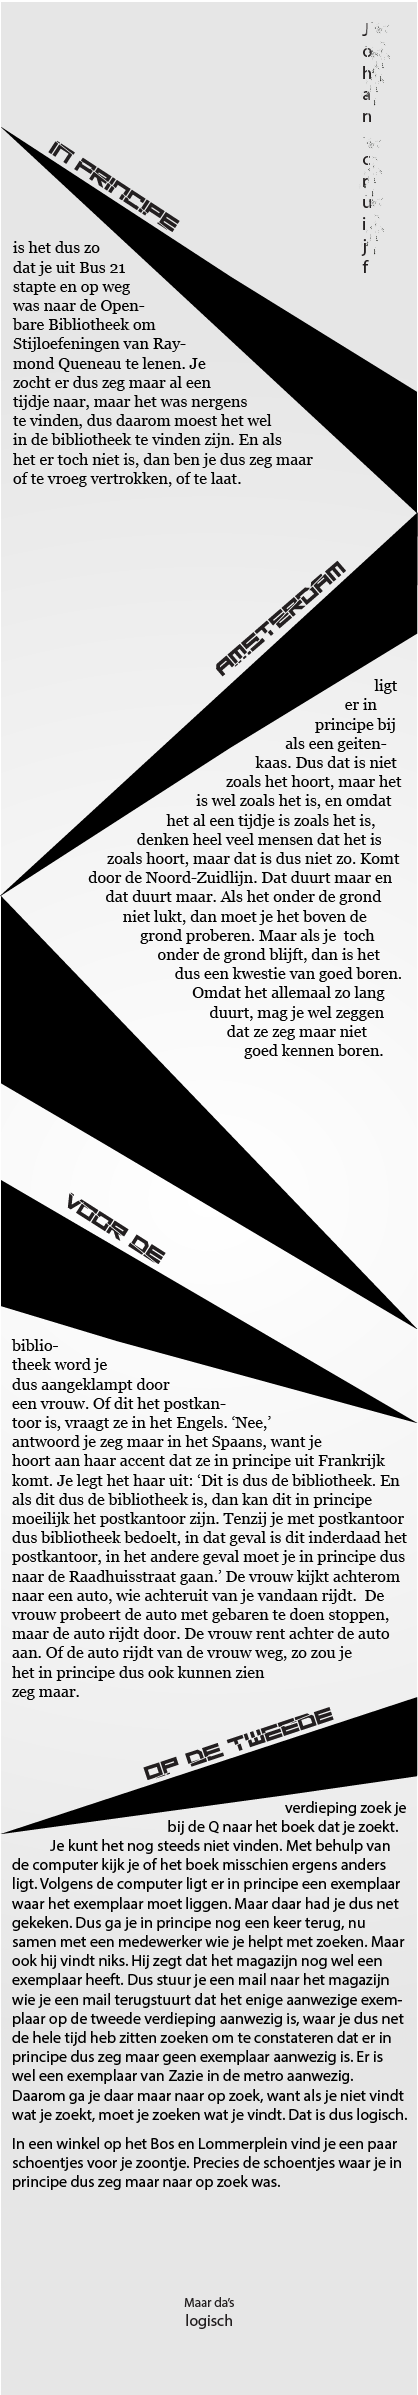 Johan cruijf
IN PRINCIPE
is het dus zo
dat je uit Bus 21
stapte en op weg
was naar de Open-
bare Bibliotheek om
Stijloefeningen van Ray-
mond Queneau te lenen. Je
zocht er dus zeg maar al een
tijdje naar, maar het was nergens
te vinden, dus daarom moest het wel
in de bibliotheek te vinden zijn. En als
het er toch niet is, dan ben je dus zeg maar
of te vroeg vertrokken, of te laat.
AMSTERDAM
ligt
er in
principe bij
als een geiten-
kaas. Dus dat is niet
zoals het hoort, maar het
is wel zoals het is, en omdat
het al een tijdje is zoals het is,
denken heel veel mensen dat het is
zoals hoort, maar dat is dus niet zo. Komt
door de Noord-Zuidlijn. Dat duurt maar en
dat duurt maar. Als het onder de grond
niet lukt, dan moet je het boven de
grond proberen. Maar als je toch
onder de grond blijft, dan is het
dus een kwestie van goed boren.
Omdat het allemaal zo lang
duurt, mag je wel zeggen
dat ze zeg maar niet
goed kennen boren.
VOOR DE
biblio-
theek word je
dus aangeklampt door
een vrouw. Of dit het postkan-
toor is, vraagt ze in het Engels. ‘Nee,’
antwoord je zeg maar in het Spaans, want je
hoort aan haar accent dat ze in principe uit Frankrijk
komt. Je legt het haar uit: ‘Dit is dus de bibliotheek. En
als dit dus de bibliotheek is, dan kan dit in principe
moeilijk het postkantoor zijn. Tenzij je met postkantoor
dus bibliotheek bedoelt, in dat geval is dit inderdaad het
postkantoor, in het andere geval moet je in principe dus
naar de Raadhuisstraat gaan.’ De vrouw kijkt achterom
naar een auto, wie achteruit van je vandaan rijdt. De
vrouw probeert de auto met gebaren te doen stoppen,
maar de auto rijdt door. De vrouw rent achter de auto
aan. Of de auto rijdt van de vrouw weg, zo zou je
het in principe dus ook kunnen zien
zeg maar.
OP DE TWEEDE
verdieping zoek je
bij de Q naar het boek dat je zoekt.
Je kunt het nog steeds niet vinden. Met behulp van
de computer kijk je of het boek misschien ergens anders
ligt. Volgens de computer ligt er in principe een exemplaar
waar het exemplaar moet liggen. Maar daar had je dus net
gekeken. Dus ga je in principe nog een keer terug, nu
samen met een medewerker wie je helpt met zoeken. Maar
ook hij vindt niks. Hij zegt dat het magazijn nog wel een
exemplaar heeft. Dus stuur je een mail naar het magazijn
wie je een mail terugstuurt dat het enige aanwezige exem-
plaar op de tweede verdieping aanwezig is, waar je dus net
de hele tijd heb zitten zoeken om te constateren dat er in
principe dus zeg maar geen exemplaar aanwezig is. Er is
wel een exemplaar van Zazie in de metro aanwezig.
Daarom ga je daar maar naar op zoek, want als je niet vindt
wat je zoekt, moet je zoeken wat je vindt. Dat is dus logisch.
In een winkel op het Bos en Lommerplein vind je een paar
schoentjes voor je zoontje. Precies de schoentjes waar je in
principe dus zeg maar naar op zoek was.
Maar da’s
logisch